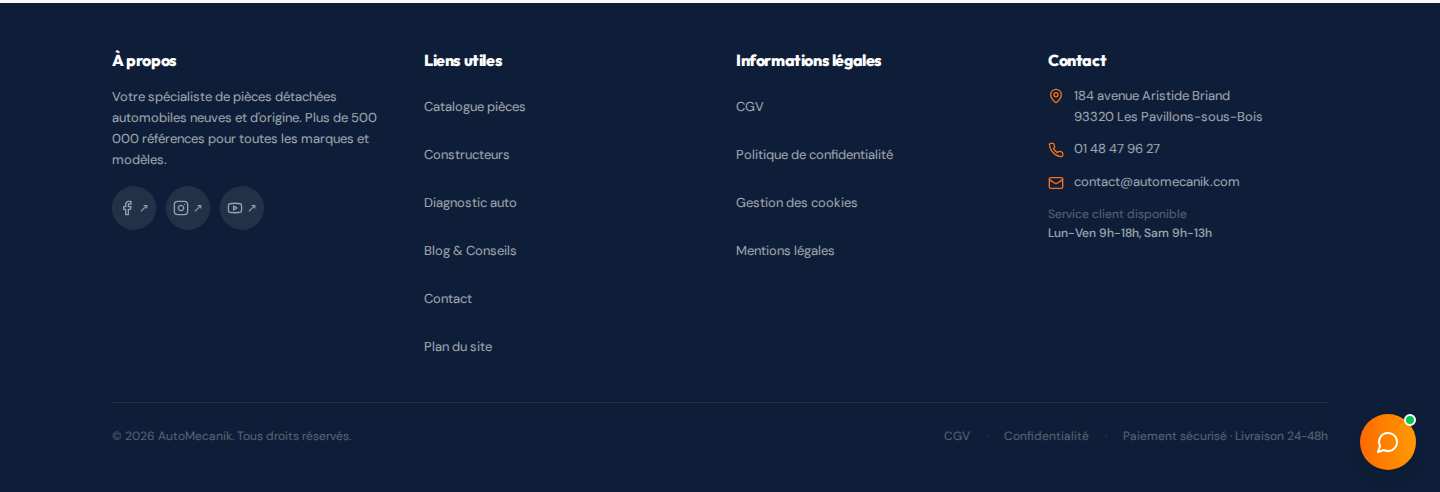 À propos
Votre spécialiste de pièces détachées
automobiles neuves et d'origine. Plus de 500
000 références pour toutes les marques et
modèles.
Liens utiles
Catalogue pièces
Constructeurs
Diagnostic auto
Blog & Conseils
Contact
Plan du site
Informations légales
CGV
Politique de confidentialité
Gestion des cookies
Mentions légales
Contact
184 avenue Aristide Briand
93320 Les Pavillons-sous-Bois
01 48 47 96 27
contact@automecanik.com
Service client disponible
Lun-Ven 9h-18h, Sam 9h-13h
© 2026 AutoMecanik. Tous droits réservés.
CGV · Confidentialité · Paiement sécurisé · Livraison 24-48h